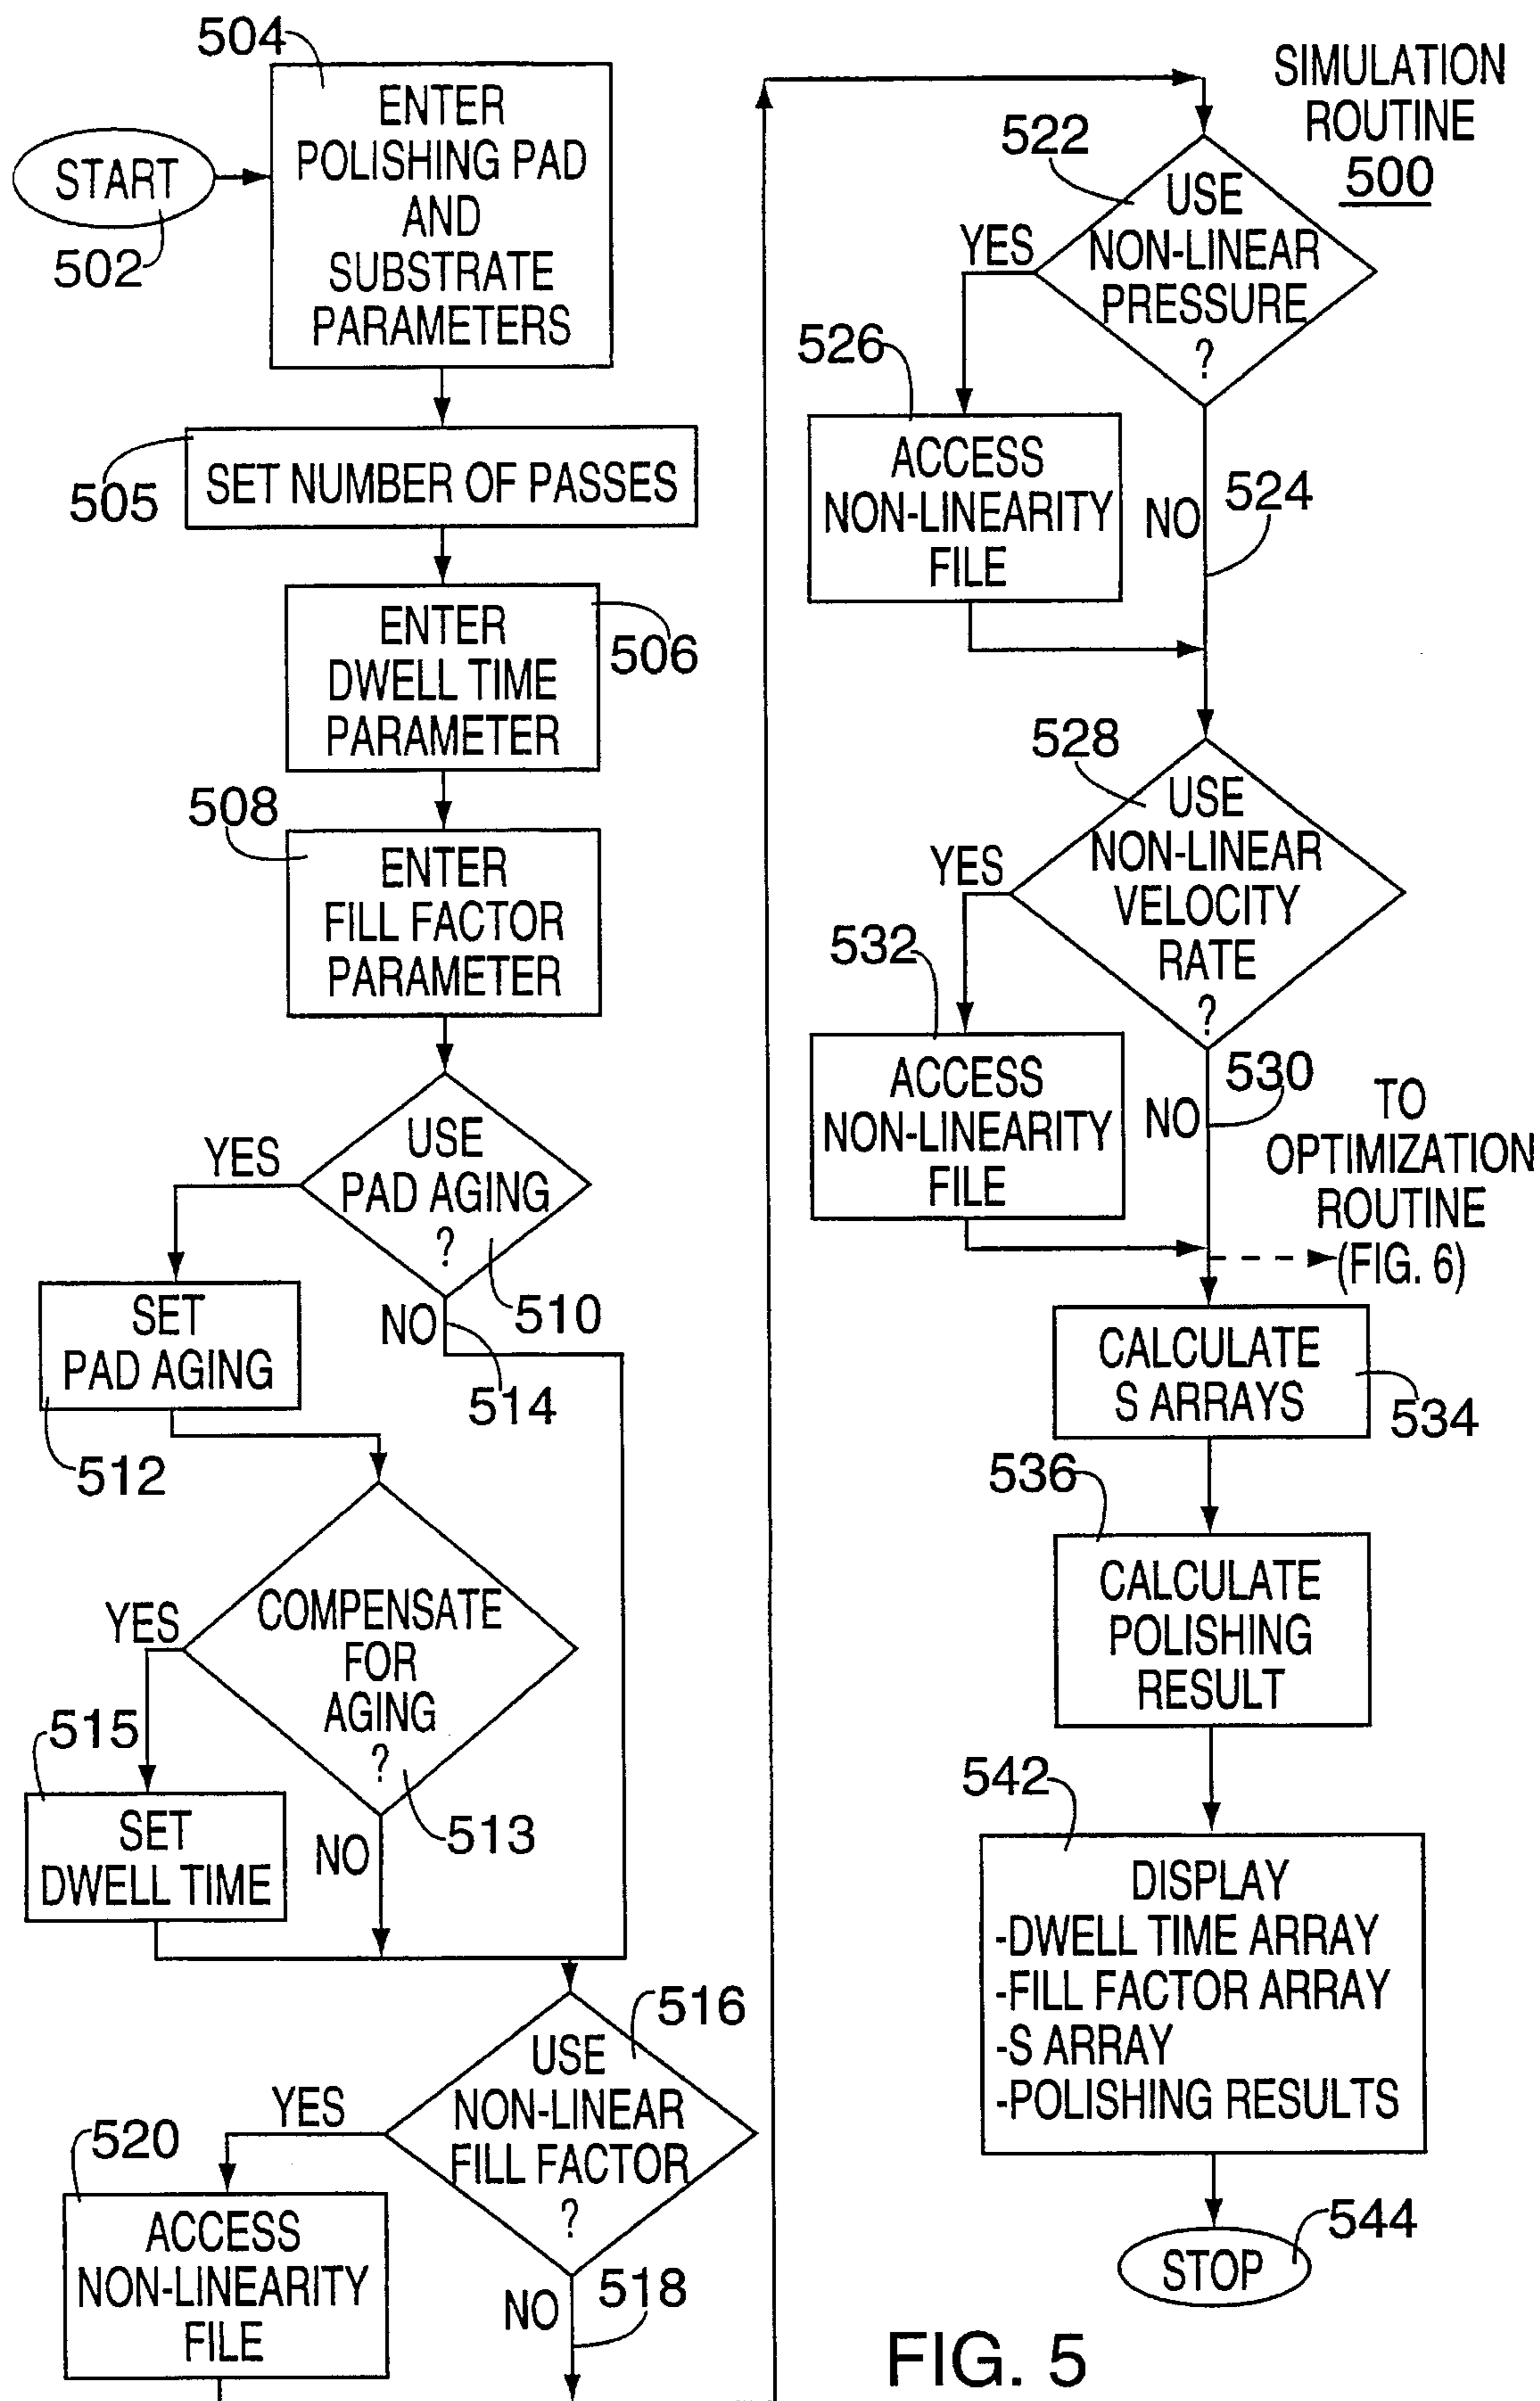 504
ENTER
POLISHING PAD
AND
SUBSTRATE
PARAMETERS
START
502
505
SET NUMBER OF PASSES
ENTER
DWELL TIME
PARAMETER
506
508
ENTER
FILL FACTOR
PARAMETER
YES
USE
PAD AGING
?
510
NO
514
SET
PAD AGING
512
YES
COMPENSATE
FOR
AGING
?
513
NO
515
SET
DWELL TIME
516
YES
USE
NON-LINEAR
FILL FACTOR
?
520
ACCESS
NON-LINEARITY
FILE
NO
518
SIMULATION
ROUTINE
500
522
YES
USE
NON-LINEAR
PRESSURE
?
526
ACCESS
NON-LINEARITY
FILE
NO
524
528
YES
USE
NON-LINEAR
VELOCITY
RATE
?
532
ACCESS
NON-LINEARITY
FILE
NO
530
TO
OPTIMIZATION
ROUTINE
(FIG. 6)
CALCULATE
S ARRAYS
534
536
CALCULATE
POLISHING
RESULT
542
DISPLAY
-DWELL TIME ARRAY
-FILL FACTOR ARRAY
-S ARRAY
-POLISHING RESULTS
STOP
544
FIG. 5